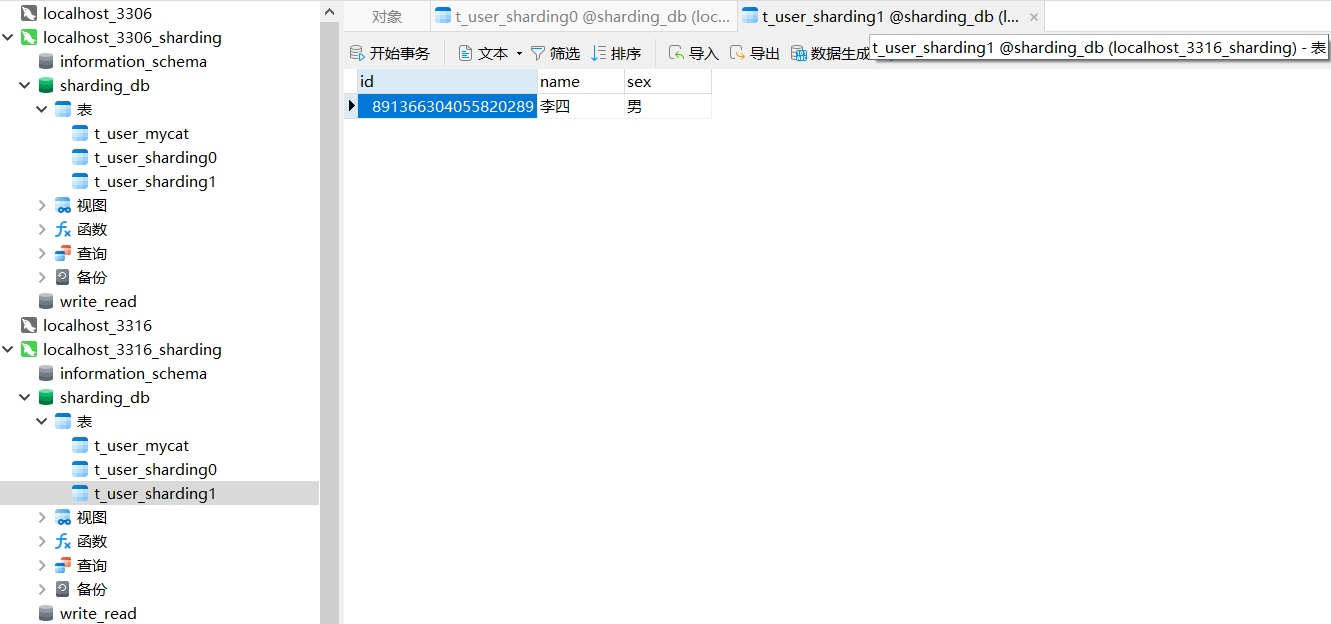 localhost_3306
localhost_3306_sharding
information_schema
sharding_db
表
t_user_mycat
t_user_sharding0
t_user_sharding1
视图
函数
查询
备份
write_read
localhost_3316
localhost_3316_sharding
information_schema
sharding_db
表
t_user_mycat
t_user_sharding0
t_user_sharding1
视图
函数
查询
备份
write_read
对象 t_user_sharding0 @sharding_db (loc... t_user_sharding1 @sharding_db (l...
开始事务 文本 筛选 排序 导入 导出 数据生成
t_user_sharding1 @sharding_db (localhost_3316_sharding) - 表
id name sex
891366304055820289 李四 男